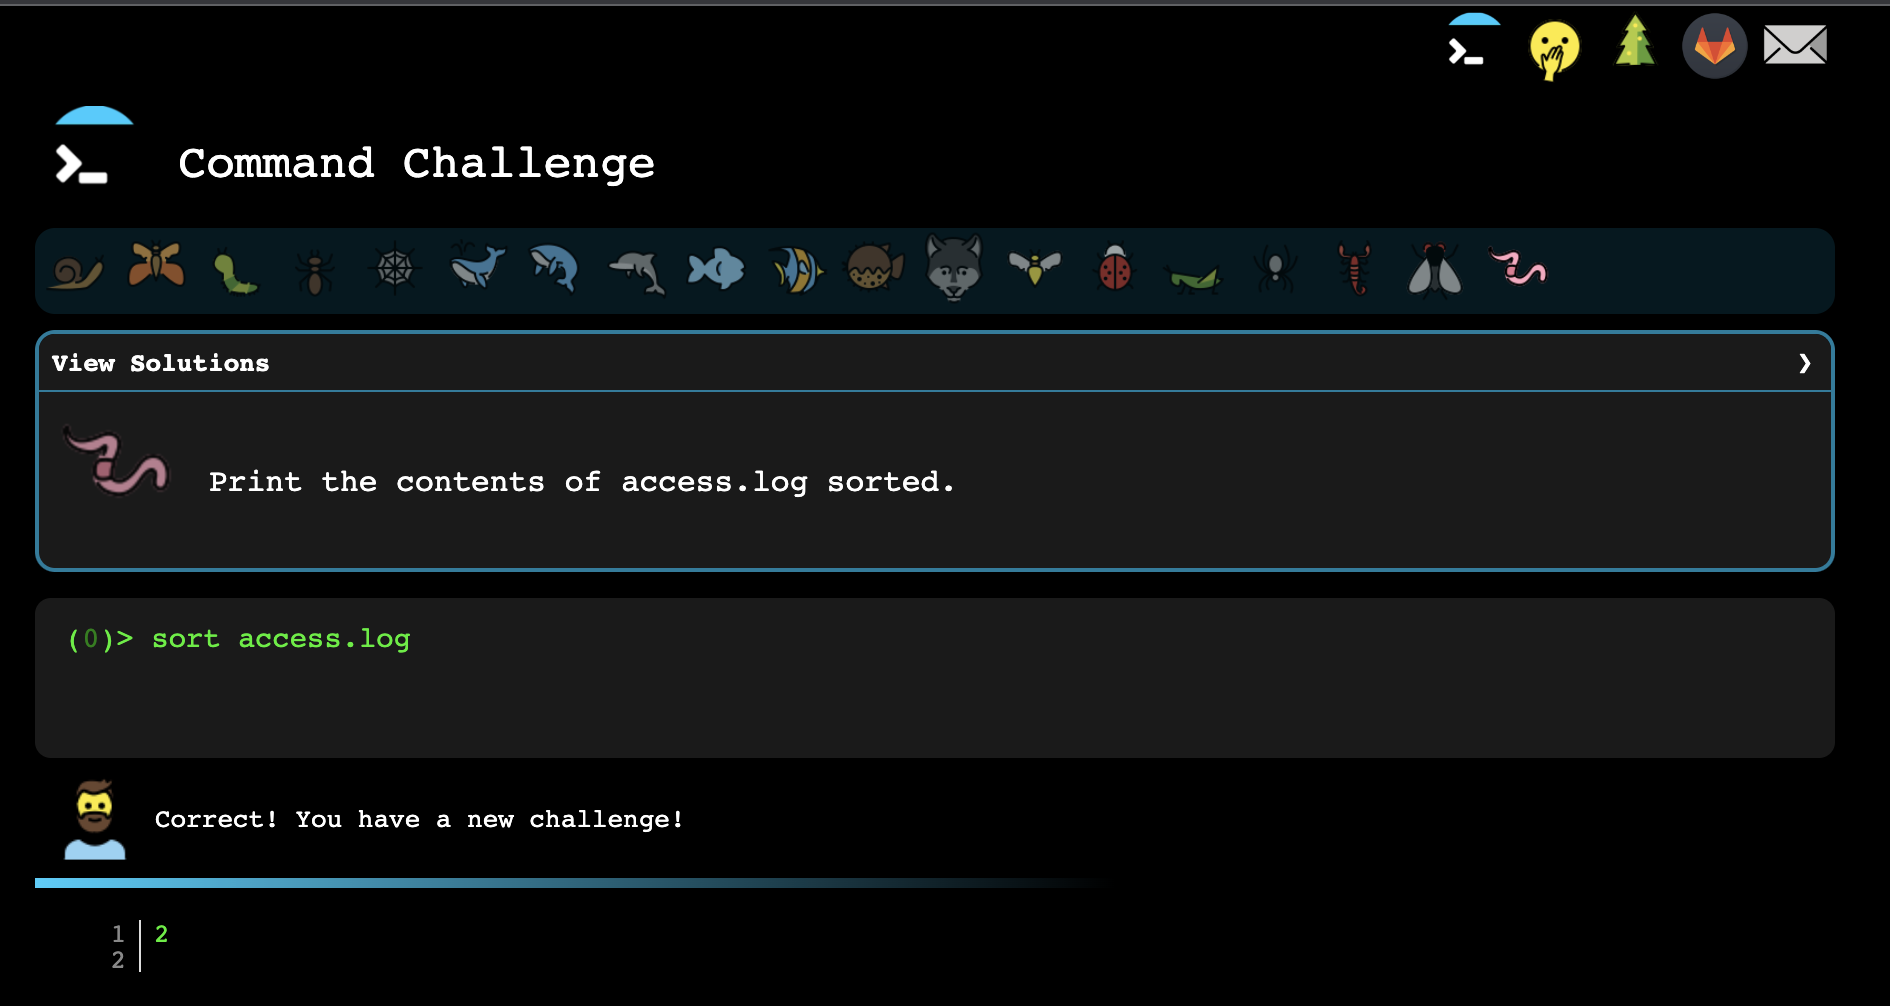 Command Challenge
View Solutions
Print the contents of access.log sorted.
(0)> sort access.log
Correct! You have a new challenge!
1 2
2